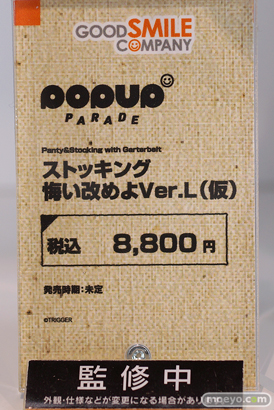 GOODSMILE
COMPANY
POPUP
PARADE
Panty&Stocking with Garterbelt
ストッキング
悔い改めよVer.L（仮）
税込 8,800円
発売時期：未定
©TRIGGER
監修中
外観・仕様などが変更になる場合があり
moeyo.com